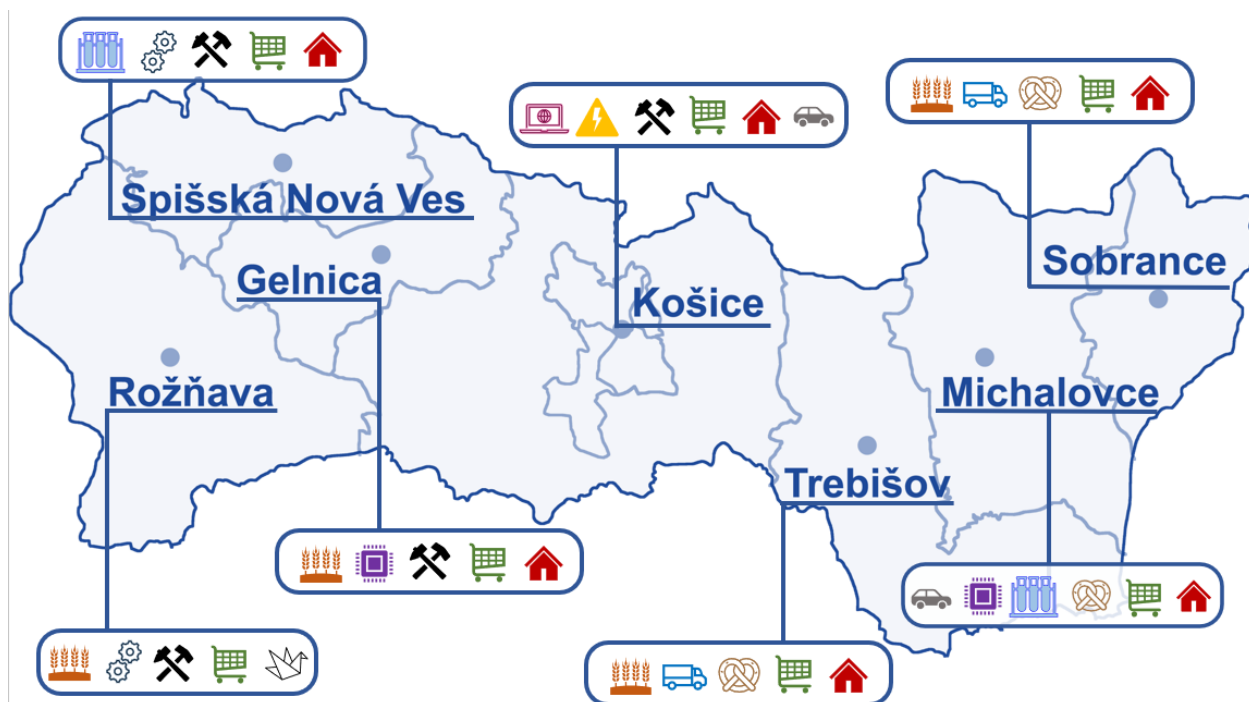 Spišská Nová Ves
Gelnica
Rožňava
Košice
Trebišov
Michalovce
Sobrance